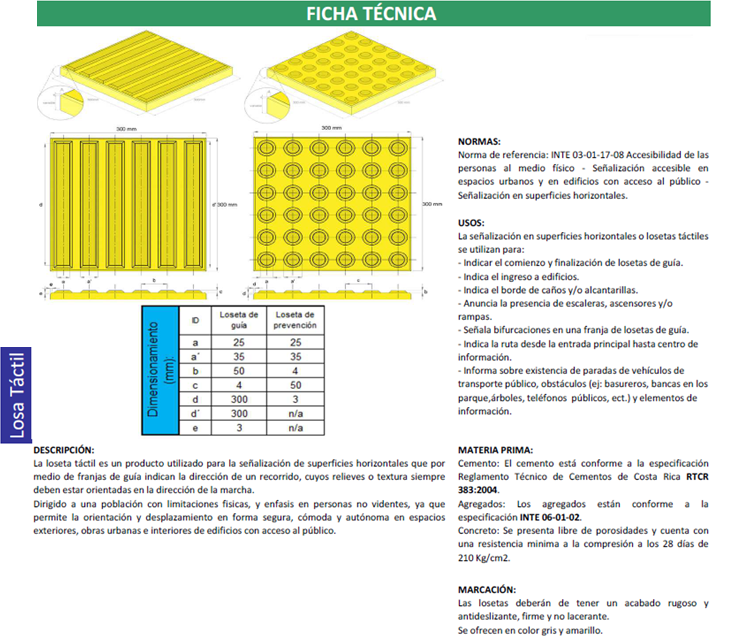 FICHA TÉCNICA
300 mm
300 mm
d
d'
300 mm
300 mm
a
a'
b
c
e
d
a
a'
c
b
Dimensionamiento
(mm):
ID
Loseta de
guía
Loseta de
prevención
a 25 25
a´ 35 35
b 50 4
c 4 50
d 300 3
d´ 300 n/a
e 3 n/a
Losa Táctil
DESCRIPCIÓN:
La loseta táctil es un producto utilizado para la señalización de superficies horizontales que por
medio de franjas de guía indican la dirección de un recorrido, cuyos relieves o textura siempre
deben estar orientadas en la dirección de la marcha.
Dirigido a una población con limitaciones fisicas, y enfasis en personas no videntes, ya que
permite la orientación y desplazamiento en forma segura, cómoda y autónoma en espacios
exteriores, obras urbanas e interiores de edificios con acceso al público.
NORMAS:
Norma de referencia: INTE 03-01-17-08 Accesibilidad de las
personas al medio físico - Señalización accesible en
espacios urbanos y en edificios con acceso al público -
Señalización en superficies horizontales.
USOS:
La señalización en superficies horizontales o losetas táctiles
se utilizan para:
- Indicar el comienzo y finalización de losetas de guía.
- Indica el ingreso a edificios.
- Indica el borde de caños y/o alcantarillas.
- Anuncia la presencia de escaleras, ascensores y/o
rampas.
- Señala bifurcaciones en una franja de losetas de guía.
- Indica la ruta desde la entrada principal hasta centro de
información.
- Informa sobre existencia de paradas de vehículos de
transporte público, obstáculos (ej: basureros, bancas en los
parque,árboles, teléfonos públicos, ect.) y elementos de
información.
MATERIA PRIMA:
Cemento: El cemento está conforme a la especificación
Reglamento Técnico de Cementos de Costa Rica RTCR
383:2004.
Agregados: Los agregados están conforme a la
especificación INTE 06-01-02.
Concreto: Se presenta libre de porosidades y cuenta con
una resistencia minima a la compresión a los 28 días de
210 Kg/cm2.
MARCACIÓN:
Las losetas deberán de tener un acabado rugoso y
antideslizante, firme y no lacerante.
Se ofrecen en color gris y amarillo.